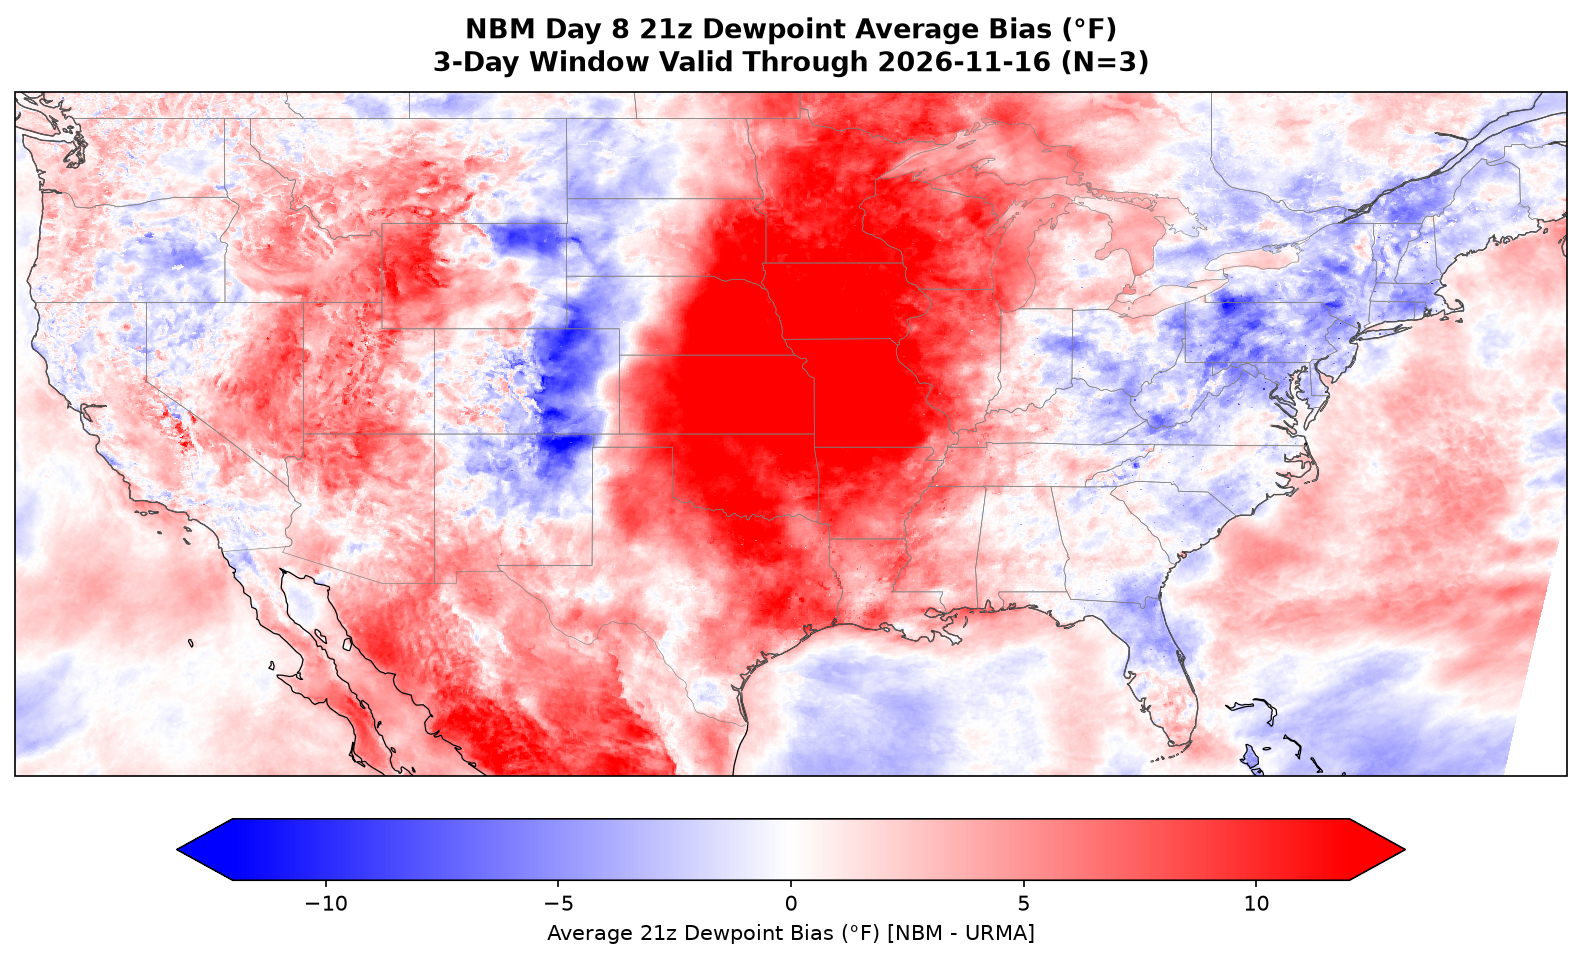 NBM Day 8 21z Dewpoint Average Bias (°F)
3-Day Window Valid Through 2026-11-16 (N=3)
−10
−5
0
5
10
Average 21z Dewpoint Bias (°F) [NBM - URMA]